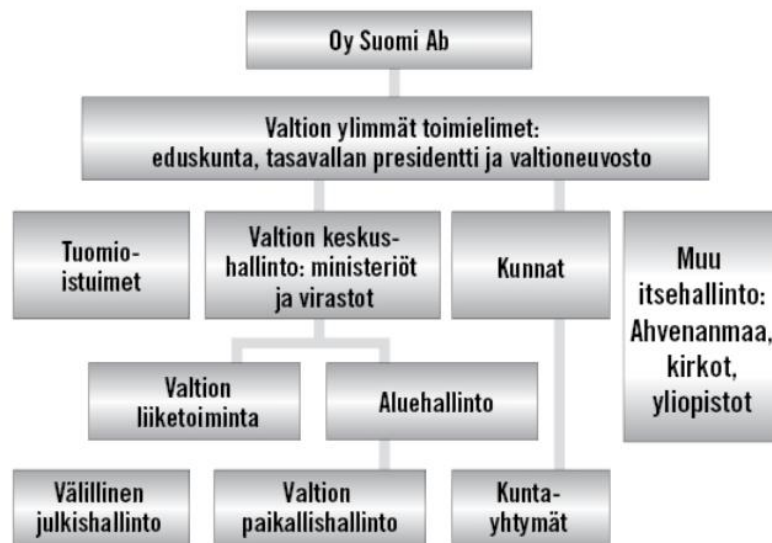 Oy Suomi Ab
Valtion ylimmät toimielimet:
eduskunta, tasavallan presidentti ja valtioneuvosto
Tuomio-
istuimet
Valtion keskus-
hallinto: ministeriöt
ja virastot
Kunnat
Muu
itsehallinto:
Ahvenanmaa,
kirkot,
yliopistot
Valtion
liiketoiminta
Aluehallinto
Välillinen
julkishallinto
Valtion
paikallishallinto
Kunta-
yhtymät